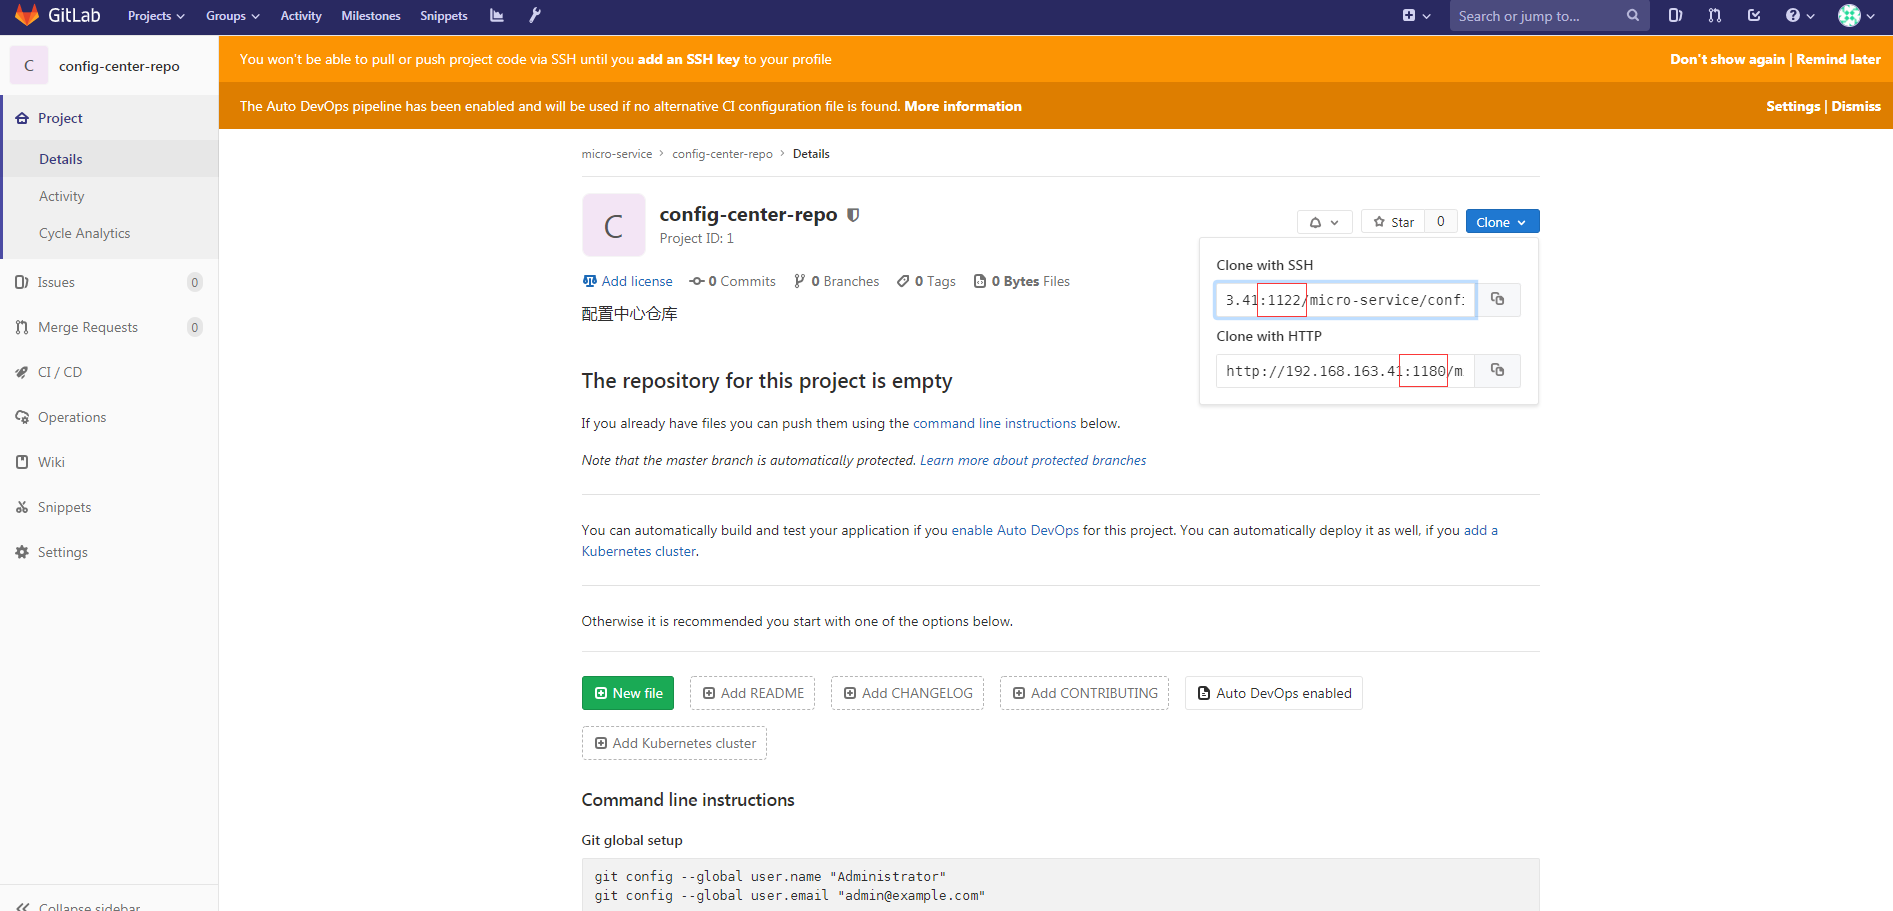 GitLab Projects Groups Activity Milestones Snippets Search or jump to...
C config-center-repo
You won't be able to pull or push project code via SSH until you add an SSH key to your profile Don't show again | Remind later
The Auto DevOps pipeline has been enabled and will be used if no alternative CI configuration file is found. More information Settings | Dismiss
Project
Details
Activity
Cycle Analytics
Issues 0
Merge Requests 0
CI / CD
Operations
Wiki
Snippets
Settings
Collapse sidebar
micro-service › config-center-repo › Details
C
config-center-repo
Project ID: 1
Star 0 Clone
Clone with SSH
3.41:1122/micro-service/confi
Clone with HTTP
http://192.168.163.41:1180/m
Add license 0 Commits 0 Branches 0 Tags 0 Bytes Files
配置中心仓库
The repository for this project is empty
If you already have files you can push them using the command line instructions below.
Note that the master branch is automatically protected. Learn more about protected branches
You can automatically build and test your application if you enable Auto DevOps for this project. You can automatically deploy it as well, if you add a
Kubernetes cluster.
Otherwise it is recommended you start with one of the options below.
New file Add README Add CHANGELOG Add CONTRIBUTING Auto DevOps enabled
Add Kubernetes cluster
Command line instructions
Git global setup
git config --global user.name "Administrator"
git config --global user.email "admin@example.com"